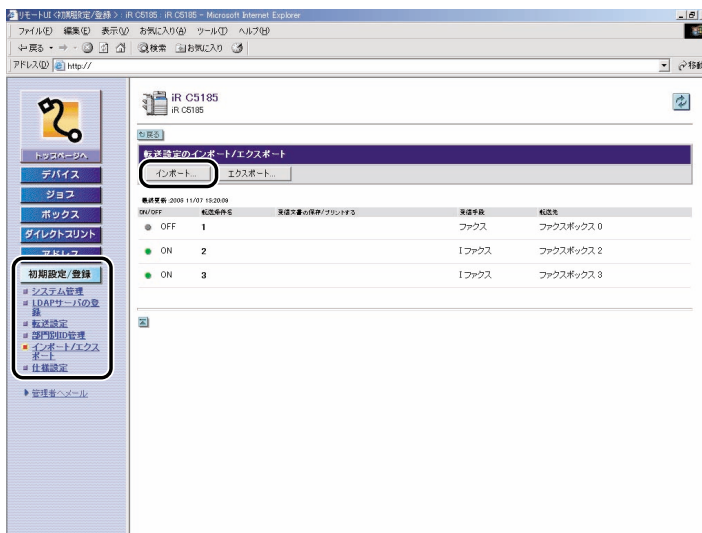 リモートUI <初期設定/登録> : iR C5185 : iR C5185 - Microsoft Internet Explorer
ファイル(F) 編集(E) 表示(V) お気に入り(A) ツール(T) ヘルプ(H)
戻る 検索 お気に入り
アドレス(D) http:// 移動
iR C5185
iR C5185
戻る
トップページへ
デバイス
ジョブ
ボックス
ダイレクトプリント
アドレス
初期設定/登録
システム管理
LDAPサーバの登
録
転送設定
部門別ID管理
インポート/エクス
ポート
仕様設定
管理者へメール
転送設定のインポート/エクスポート
インポート... エクスポート...
最終更新 :2006 11/07 13:20:09
ON/OFF 転送条件名 受信文書の保存/プリントする 受信手段 転送先
OFF 1 ファクス ファクスボックス 0
ON 2 Iファクス ファクスボックス 2
ON 3 Iファクス ファクスボックス 3